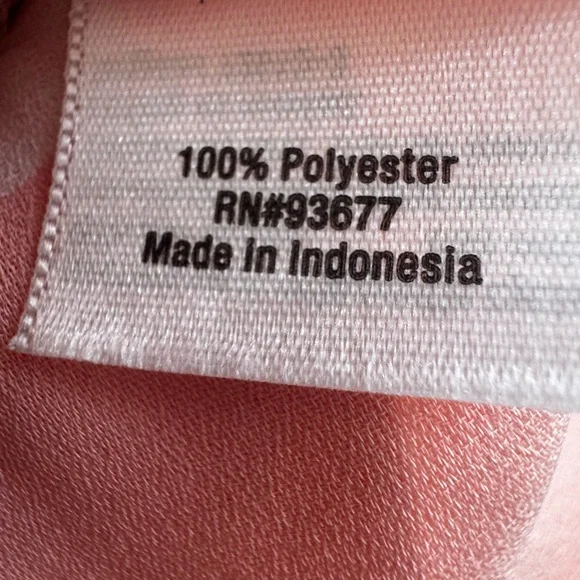 100% Polyester
RN#93677
Made in Indonesia